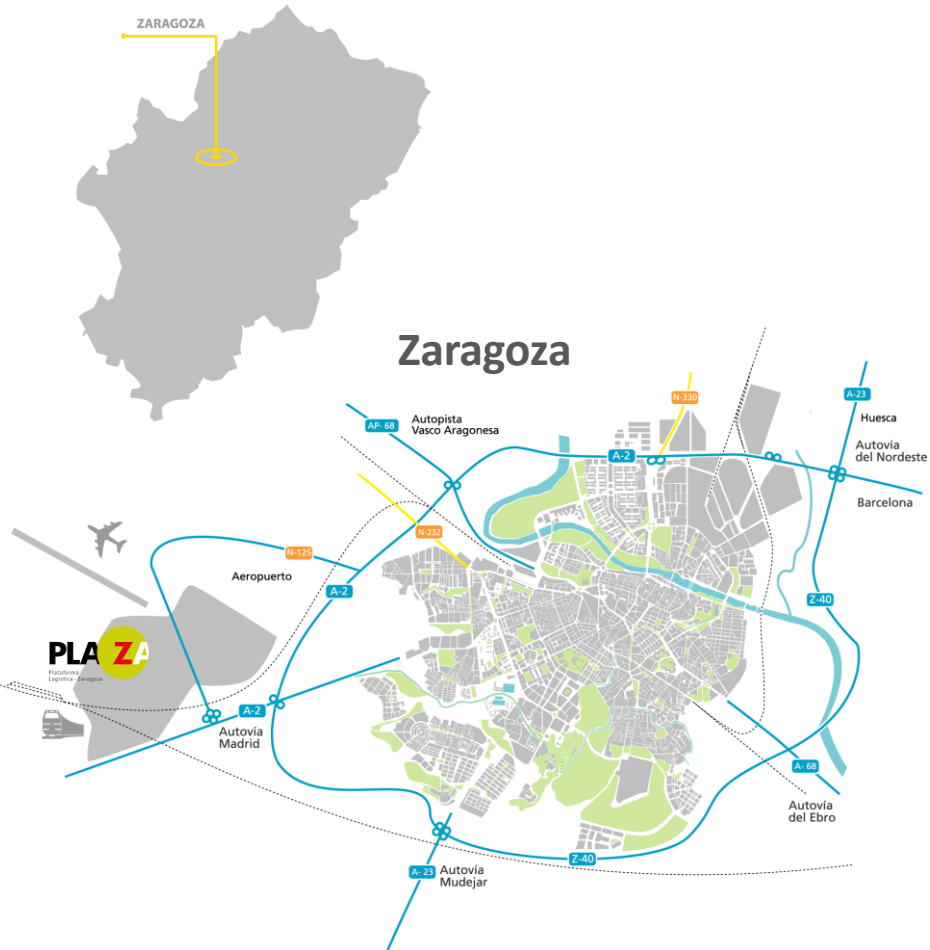 ZARAGOZA
Zaragoza
N-330
A-23
Huesca
AP- 68
Autopista
Vasco Aragonesa
A-2
Autovía
del Nordeste
Barcelona
N-232
N-125
Aeropuerto
A-2
Z-40
PLAZA
Plataforma
Logística - Zaragoza
A-2
Autovía
Madrid
A- 68
Autovía
del Ebro
Z-40
A- 23
Autovía
Mudejar